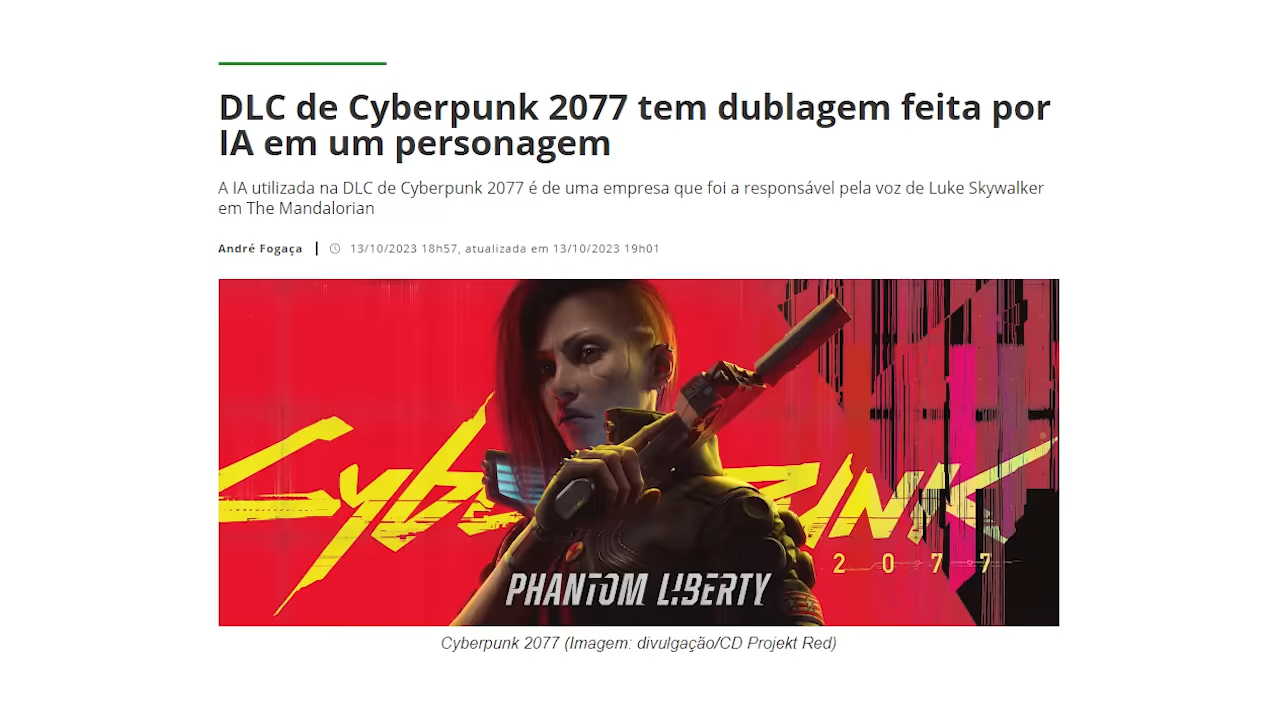 DLC de Cyberpunk 2077 tem dublagem feita por
IA em um personagem
A IA utilizada na DLC de Cyberpunk 2077 é de uma empresa que foi a responsável pela voz de Luke Skywalker
em The Mandalorian
André Fogaça | 13/10/2023 18h57, atualizada em 13/10/2023 19h01
Cyberpunk
2077
PHANTOM LIBERTY
Cyberpunk 2077 (Imagem: divulgação/CD Projekt Red)